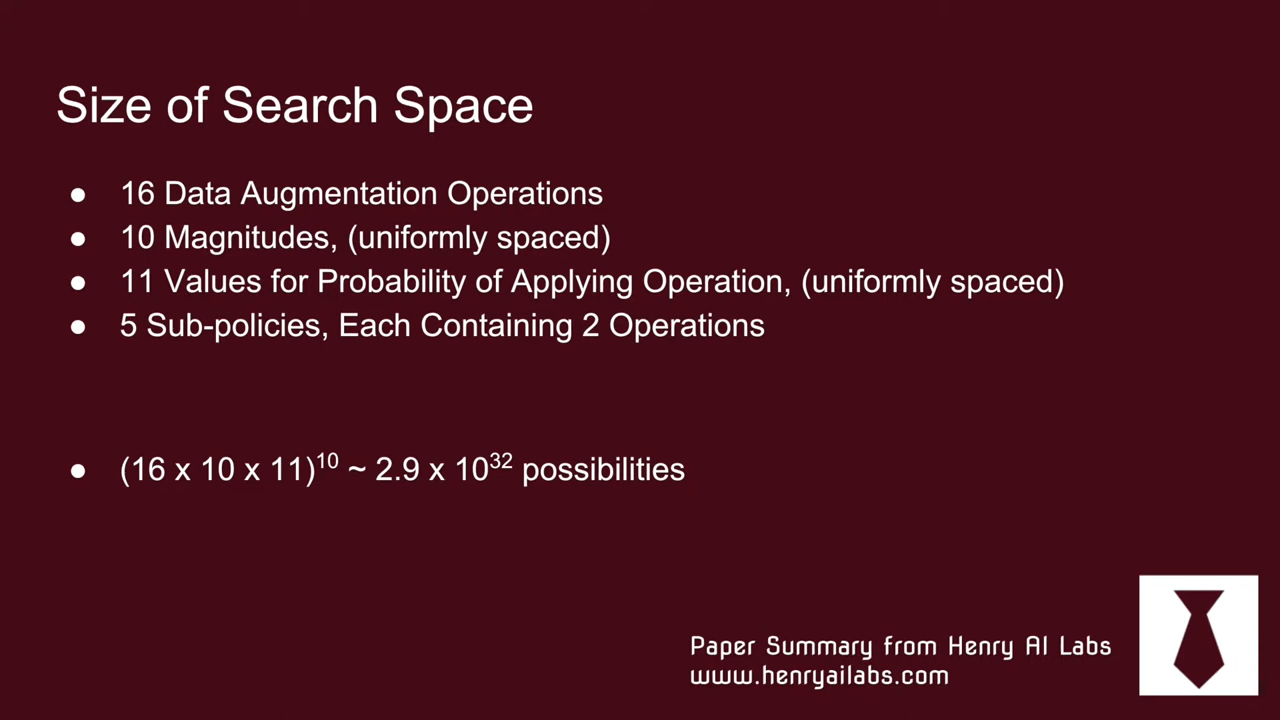 Size of Search Space
● 16 Data Augmentation Operations
● 10 Magnitudes, (uniformly spaced)
● 11 Values for Probability of Applying Operation, (uniformly spaced)
● 5 Sub-policies, Each Containing 2 Operations
● (16 x 10 x 11)¹⁰ ~ 2.9 x 10³² possibilities
Paper Summary from Henry AI Labs
www.henryailabs.com